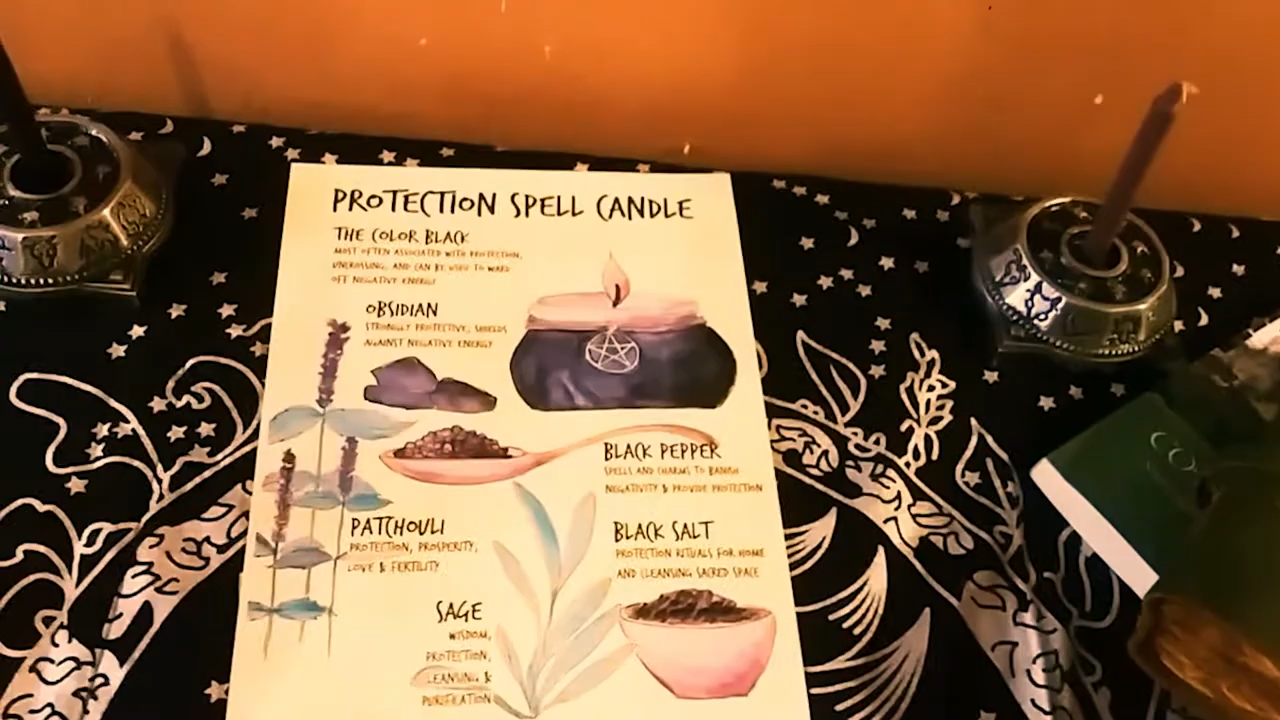 PROTECTION SPELL CANDLE
THE COLOR BLACK
MOST OFTEN ASSOCIATED WITH PROTECTION,
UNCROSSING, AND CAN BE USED TO WARD
OFF NEGATIVE ENERGY
OBSIDIAN
STRONGLY PROTECTIVE, SHIELDS
AGAINST NEGATIVE ENERGY
BLACK PEPPER
SPELLS AND CHARMS TO BANISH
NEGATIVITY & PROVIDE PROTECTION
PATCHOULI
PROTECTION, PROSPERITY,
LOVE & FERTILITY
BLACK SALT
PROTECTION RITUALS FOR HOME
AND CLEANSING SACRED SPACE
SAGE
WISDOM,
PROTECTION,
CLEANSING &
PURIFICATION